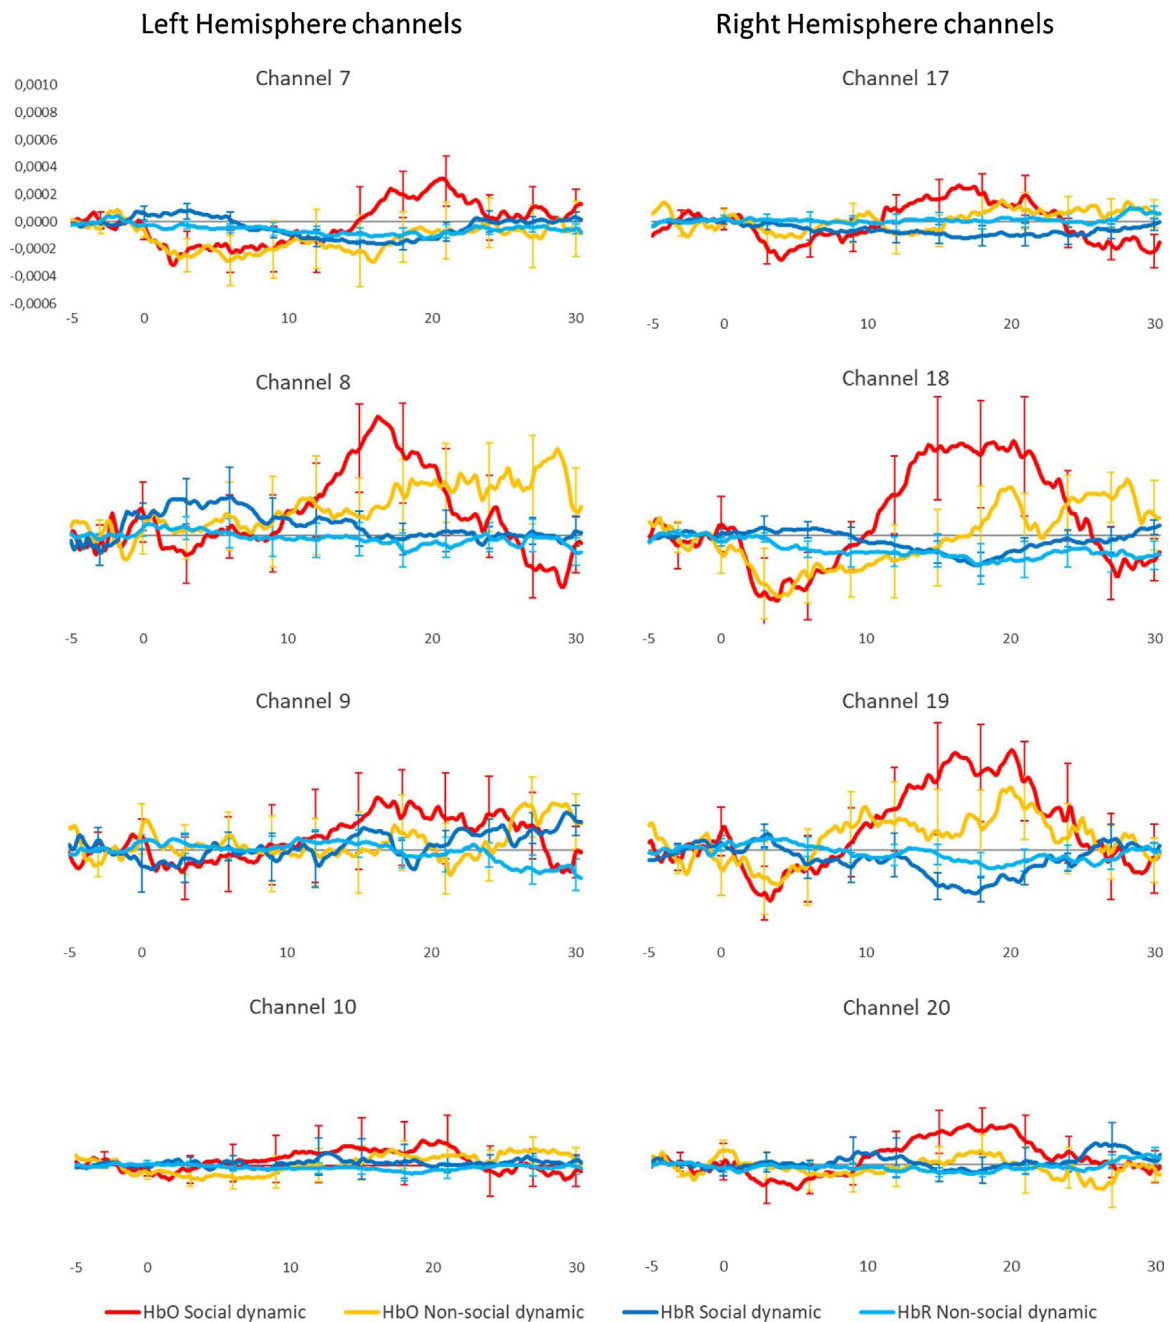 Left Hemisphere channels
Right Hemisphere channels
Channel 7
Channel 17
0,0010
0,0008
0,0006
0,0004
0,0002
0,0000
-0,0002
-0,0004
-0,0006
-5 0 10 20 30
-5 0 10 20 30
Channel 8
Channel 18
-5 0 10 20 30
-5 0 10 20 30
Channel 9
Channel 19
-5 0 10 20 30
-5 0 10 20 30
Channel 10
Channel 20
-5 0 10 20 30
-5 0 10 20 30
HbO Social dynamic HbO Non-social dynamic HbR Social dynamic HbR Non-social dynamic